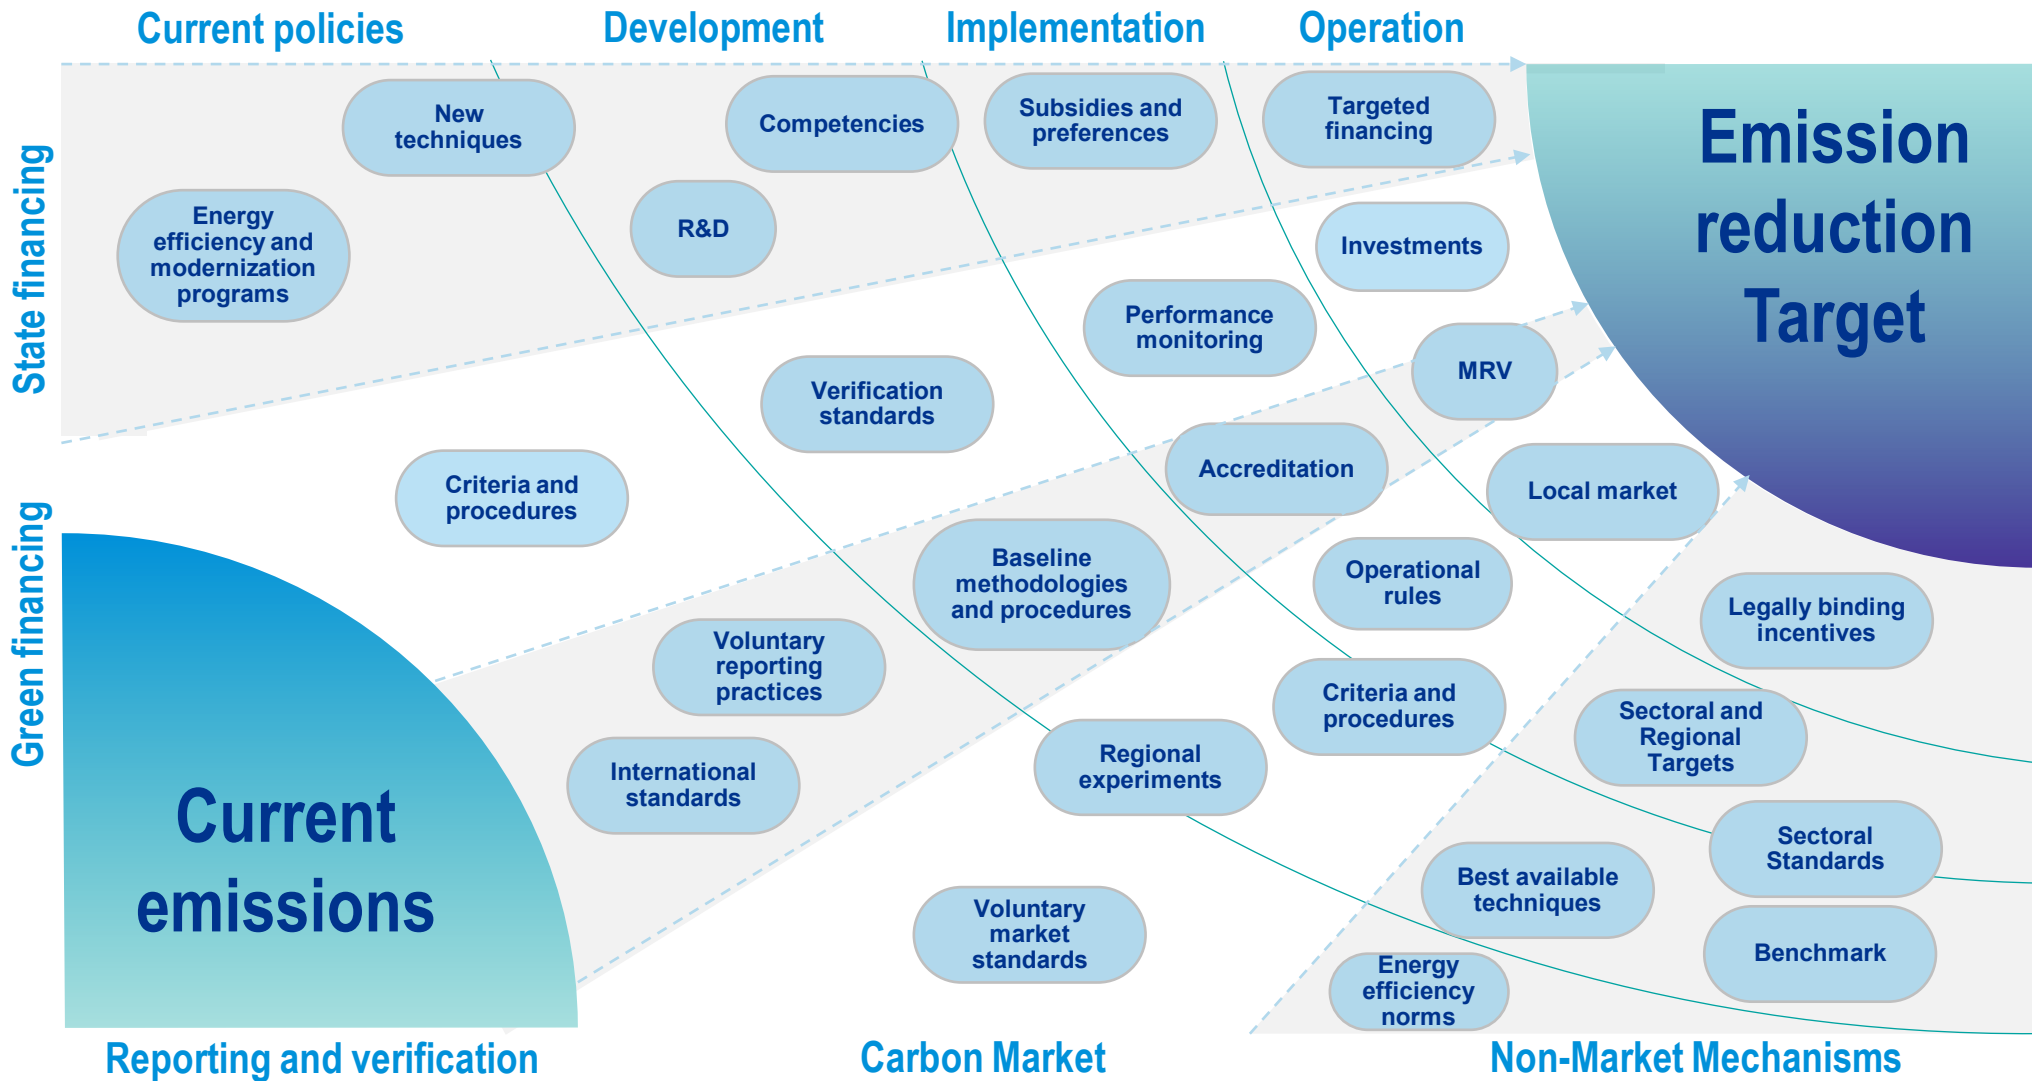 Current policies
Development
Implementation
Operation
State financing
Green financing
New
techniques
Competencies
Subsidies and
preferences
Targeted
financing
Energy
efficiency and
modernization
programs
R&D
Investments
Performance
monitoring
MRV
Verification
standards
Criteria and
procedures
Accreditation
Local market
Baseline
methodologies
and procedures
Operational
rules
Voluntary
reporting
practices
International
standards
Regional
experiments
Criteria and
procedures
Legally binding
incentives
Sectoral and
Regional
Targets
Sectoral
Standards
Best available
techniques
Voluntary
market
standards
Benchmark
Energy
efficiency
norms
Emission
reduction
Target
Current
emissions
Reporting and verification
Carbon Market
Non-Market Mechanisms